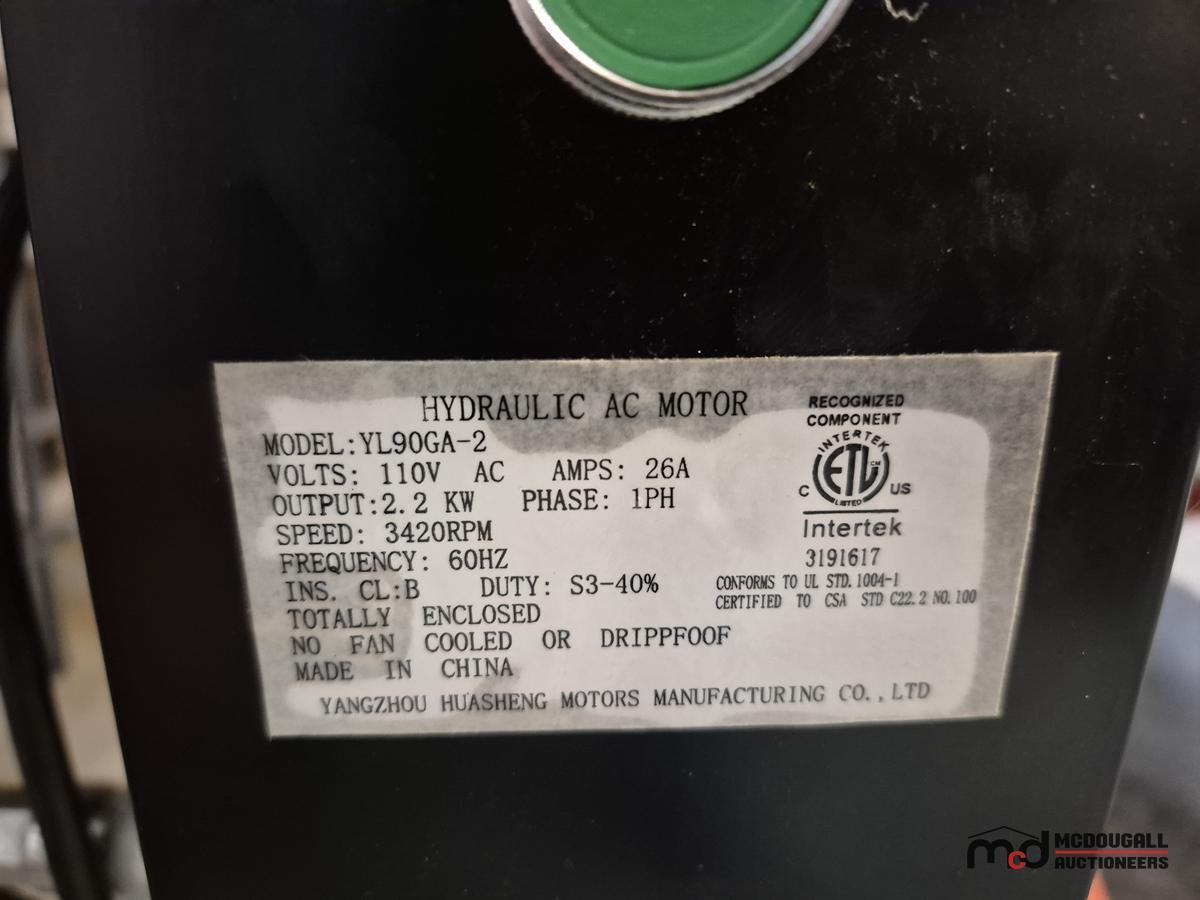 HYDRAULIC AC MOTOR
MODEL:YL90GA-2
VOLTS: 110V AC AMPS: 26A
OUTPUT:2.2 KW PHASE: 1PH
SPEED: 3420RPM
FREQUENCY: 60HZ
INS. CL:B DUTY: S3-40%
TOTALLY ENCLOSED
NO FAN COOLED OR DRIPPFOOF
MADE IN CHINA
YANGZHOU HUASHENG MOTORS MANUFACTURING CO.,LTD
RECOGNIZED
COMPONENT
INTERTEK
ETL CM
LISTED
C US
Intertek
3191617
CONFORMS TO UL STD. 1004-1
CERTIFIED TO CSA STD C22.2 NO.100
mcd MCDOUGALL
AUCTIONEERS